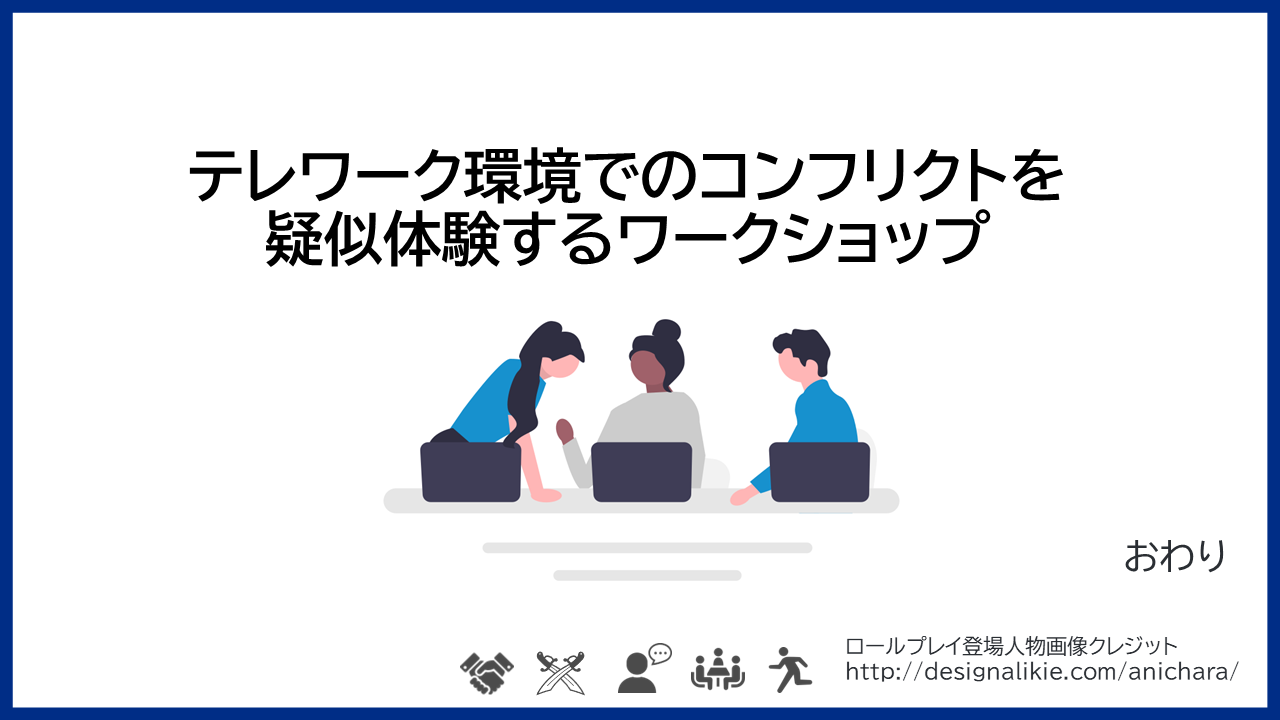 テレワーク環境でのコンフリクトを
疑似体験するワークショップ
おわり
ロールプレイ登場人物画像クレジット
http://designalikie.com/anichara/